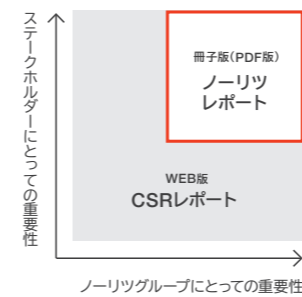 ステークホルダーにとっての重要性
冊子版(PDF版)
ノーリツ
レポート
WEB版
CSRレポート
ノーリツグループにとっての重要性